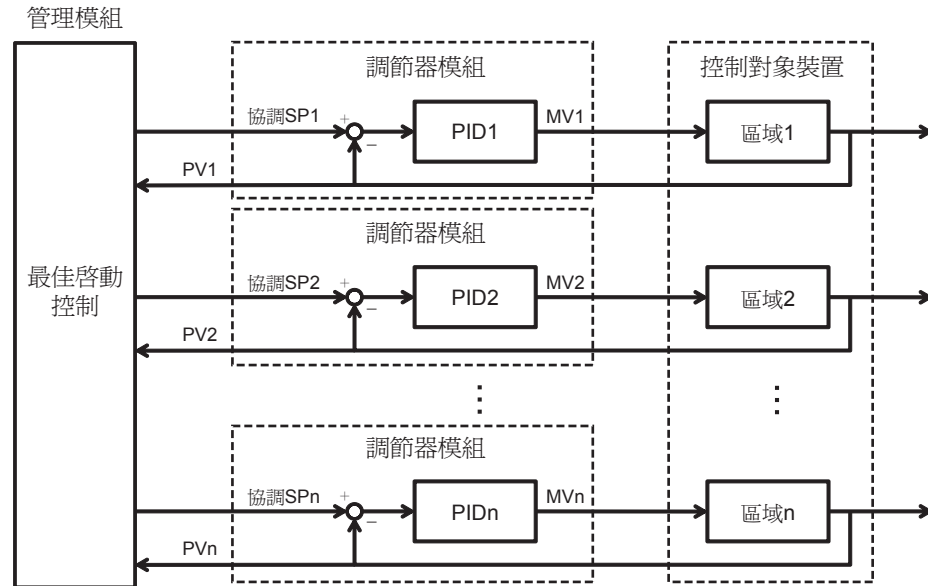 管理模組
調節器模組
控制對象裝置
協調SP1
+
−
PID1
MV1
區域1
PV1
調節器模組
最佳啓動
控制
協調SP2
+
−
PID2
MV2
區域2
PV2
⋮
⋮
調節器模組
協調SPn
+
−
PIDn
MVn
區域n
PVn